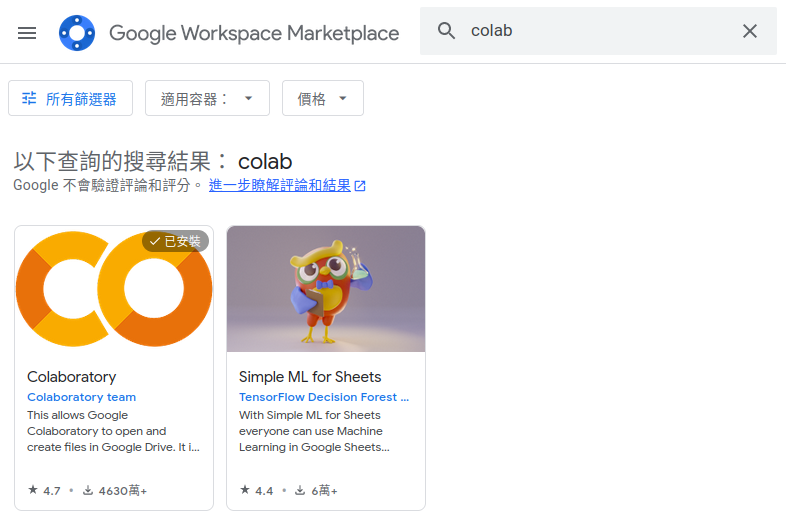 Google Workspace Marketplace
colab
所有篩選器
適用容器：
價格
以下查詢的搜尋結果： colab
Google 不會驗證評論和評分。 進一步瞭解評論和結果
已安裝
Colaboratory
Colaboratory team
This allows Google
Colaboratory to open and
create files in Google Drive. It i...
4.7 • 4630萬+
Simple ML for Sheets
TensorFlow Decision Forest ...
With Simple ML for Sheets
everyone can use Machine
Learning in Google Sheets...
4.4 • 6萬+